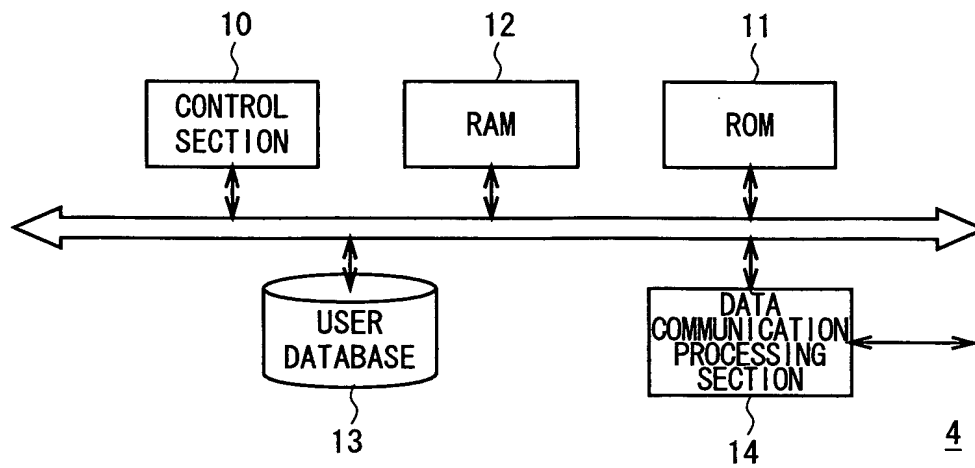 10
12
11
CONTROL
SECTION
RAM
ROM
USER
DATABASE
DATA
COMMUNICATION
PROCESSING
SECTION
13
14
4